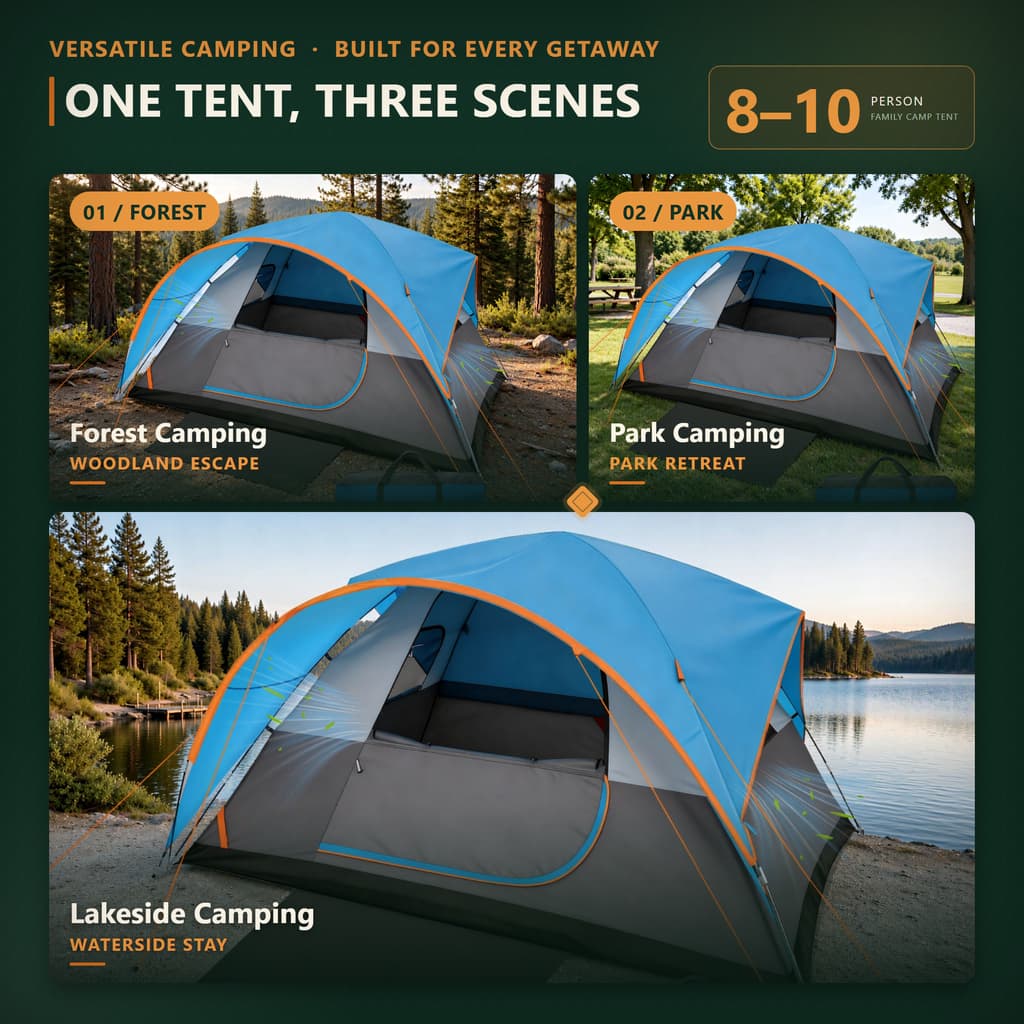 VERSATILE CAMPING · BUILT FOR EVERY GETAWAY
ONE TENT, THREE SCENES
8–10
PERSON
FAMILY CAMP TENT
01 / FOREST
Forest Camping
WOODLAND ESCAPE
02 / PARK
Park Camping
PARK RETREAT
Lakeside Camping
WATERSIDE STAY